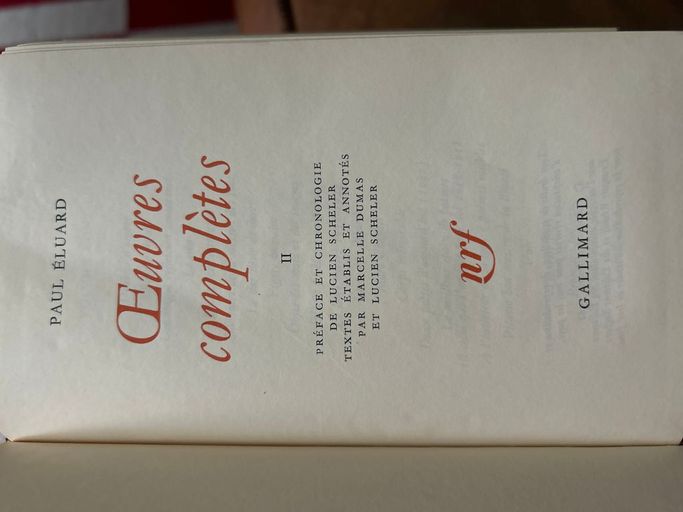 PAUL ÉLUARD
Œuvres
complètes
II
PRÉFACE ET CHRONOLOGIE
DE LUCIEN SCHELER
TEXTES ÉTABLIS ET ANNOTÉS
PAR MARCELLE DUMAS
ET LUCIEN SCHELER
nrf
GALLIMARD